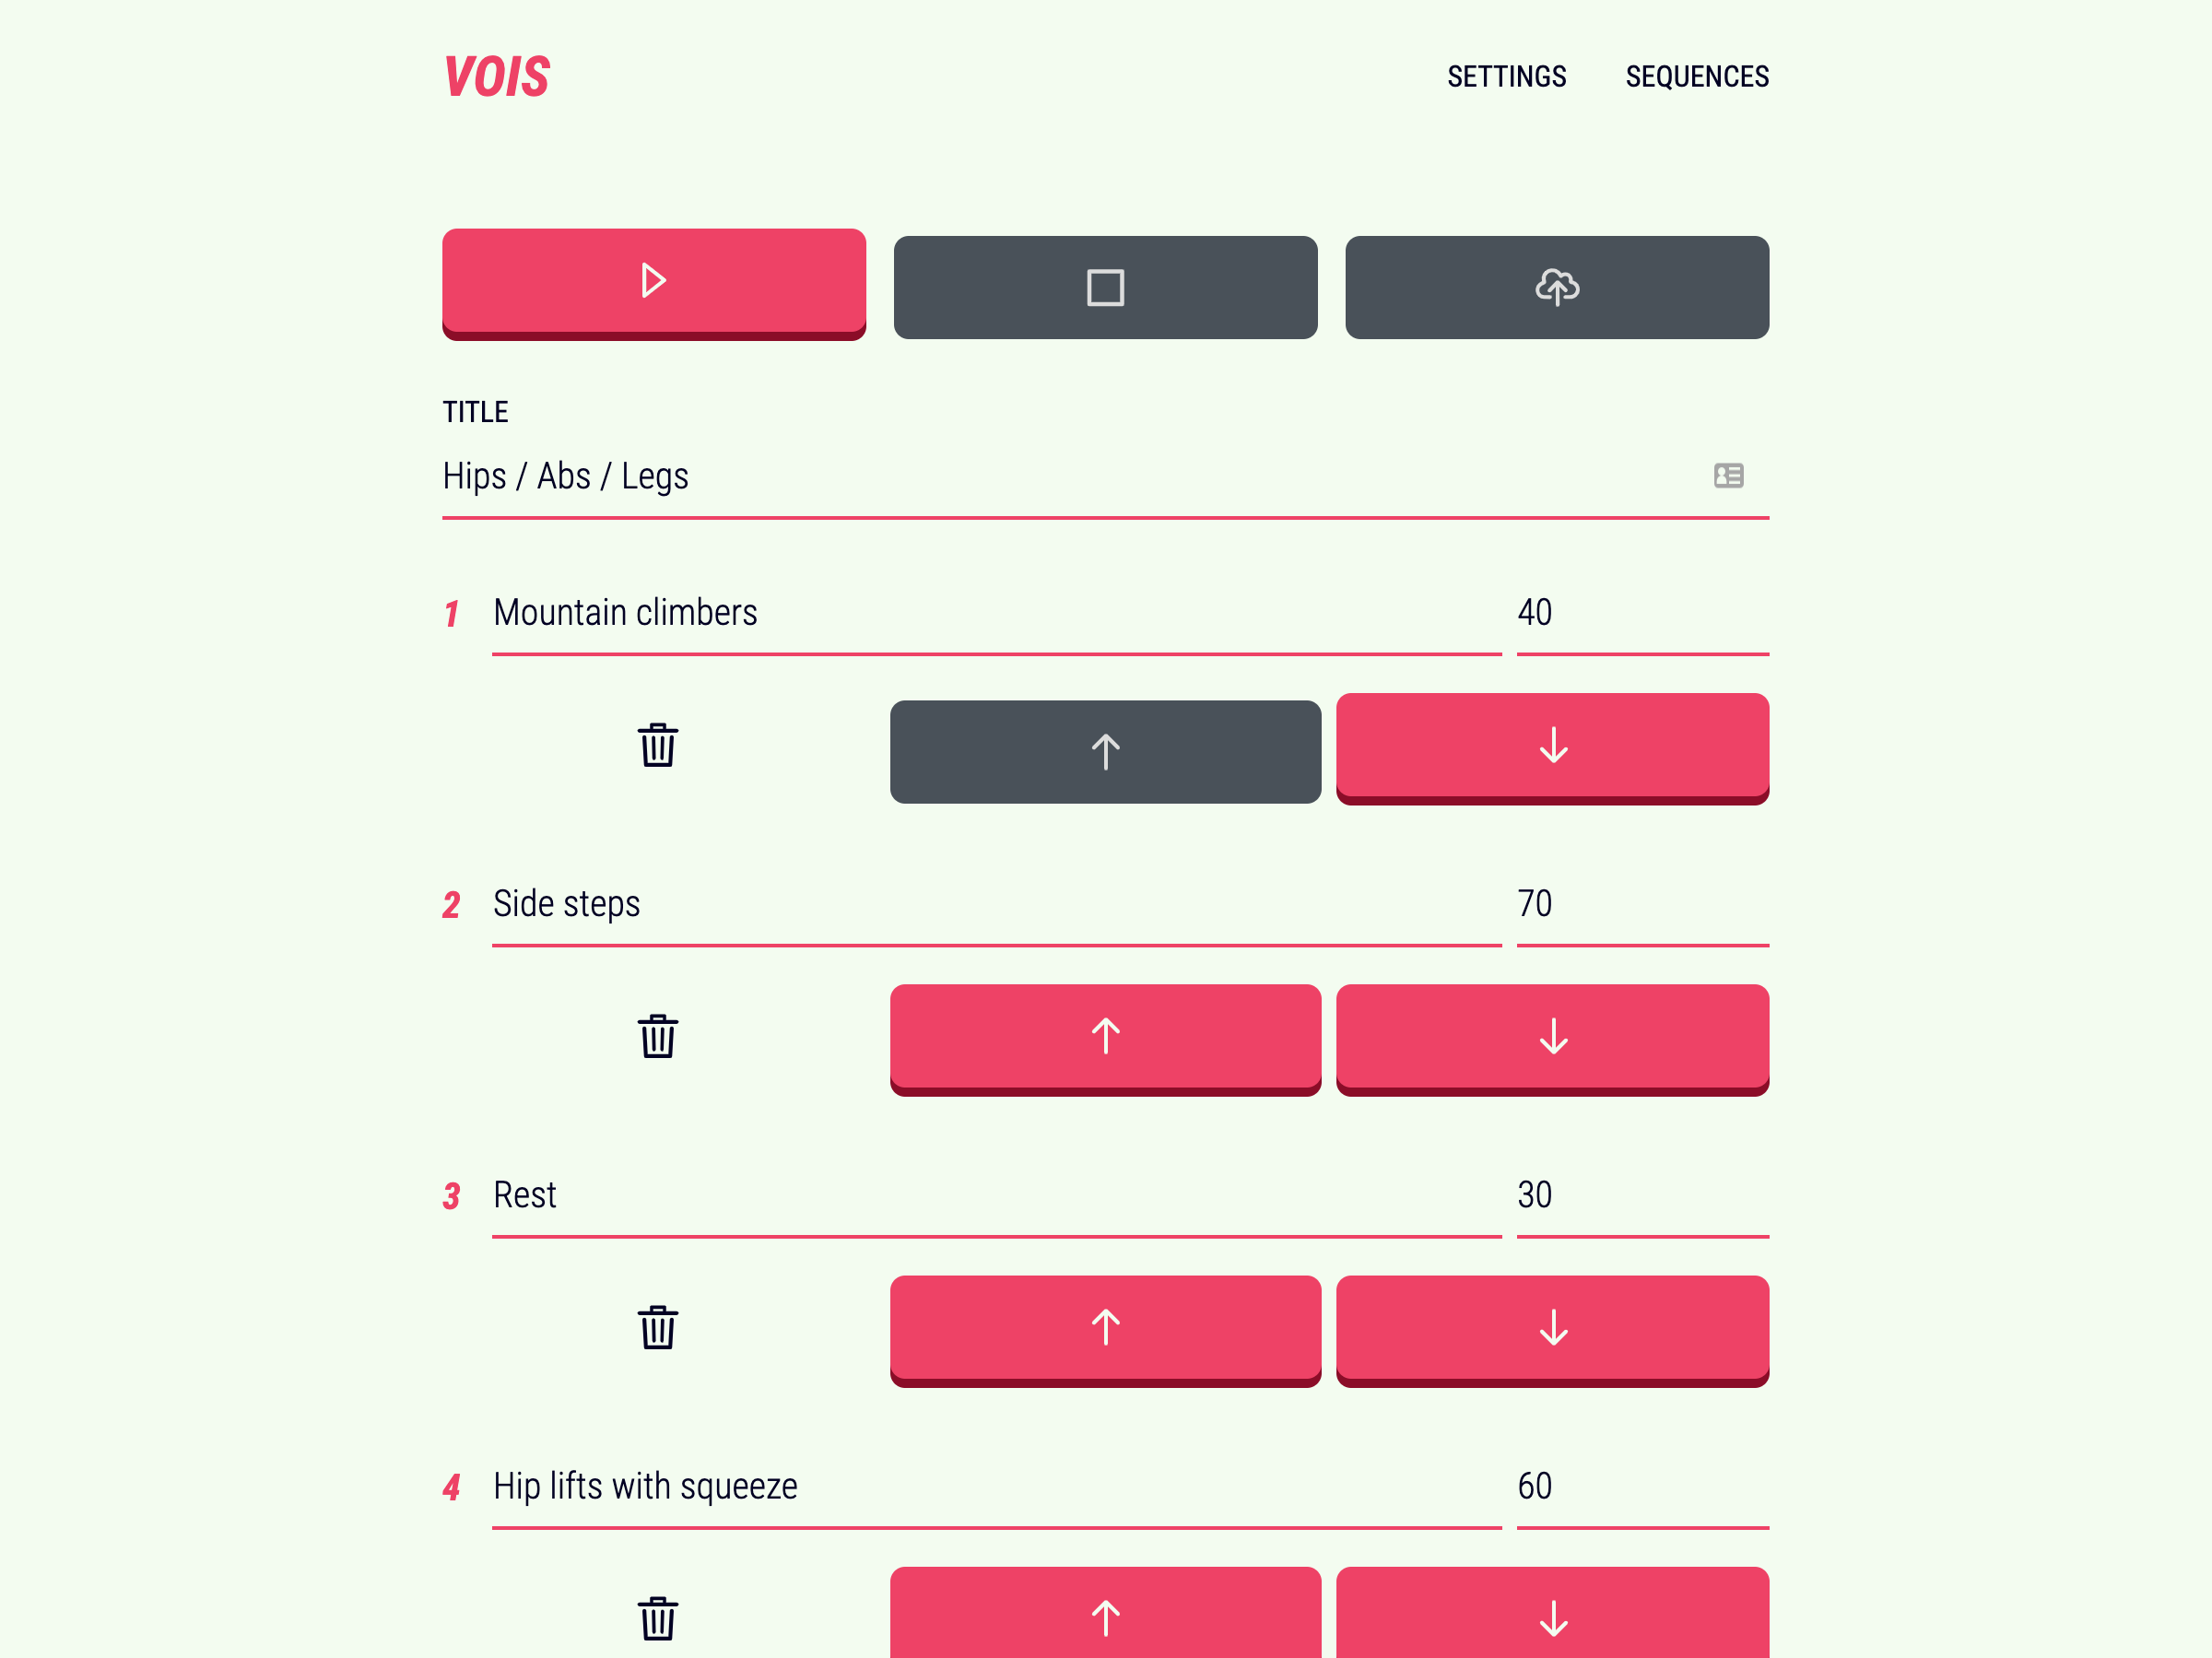 VOIS
SETTINGS SEQUENCES
TITLE
Hips / Abs / Legs
1 Mountain climbers 40
2 Side steps 70
3 Rest 30
4 Hip lifts with squeeze 60